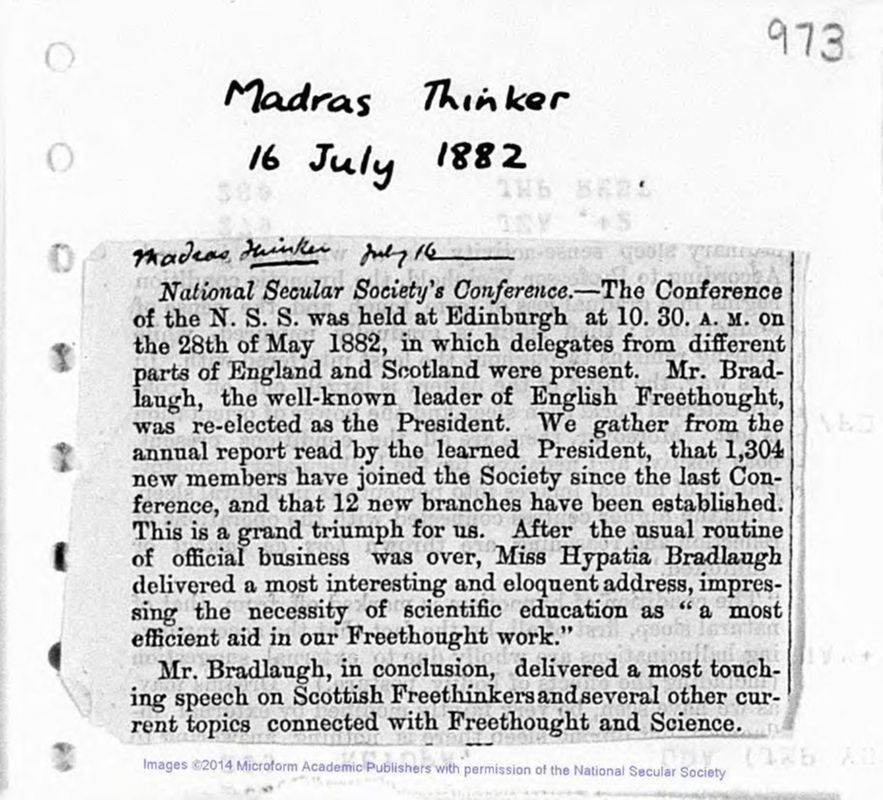 973
Madras Thinker
16 July 1882
Madras Thinker July 16
National Secular Society's Conference.—The Conference
of the N. S. S. was held at Edinburgh at 10. 30. A. M. on
the 28th of May 1882, in which delegates from different
parts of England and Scotland were present. Mr. Brad-
laugh, the well-known leader of English Freethought,
was re-elected as the President. We gather from the
annual report read by the learned President, that 1,304
new members have joined the Society since the last Con-
ference, and that 12 new branches have been established.
This is a grand triumph for us. After the usual routine
of official business was over, Miss Hypatia Bradlaugh
delivered a most interesting and eloquent address, impres-
sing the necessity of scientific education as “a most
efficient aid in our Freethought work.”
Mr. Bradlaugh, in conclusion, delivered a most touch-
ing speech on Scottish Freethinkersandseveral other cur-
rent topics connected with Freethought and Science.
Images ©2014 Microform Academic Publishers with permission of the National Secular Society